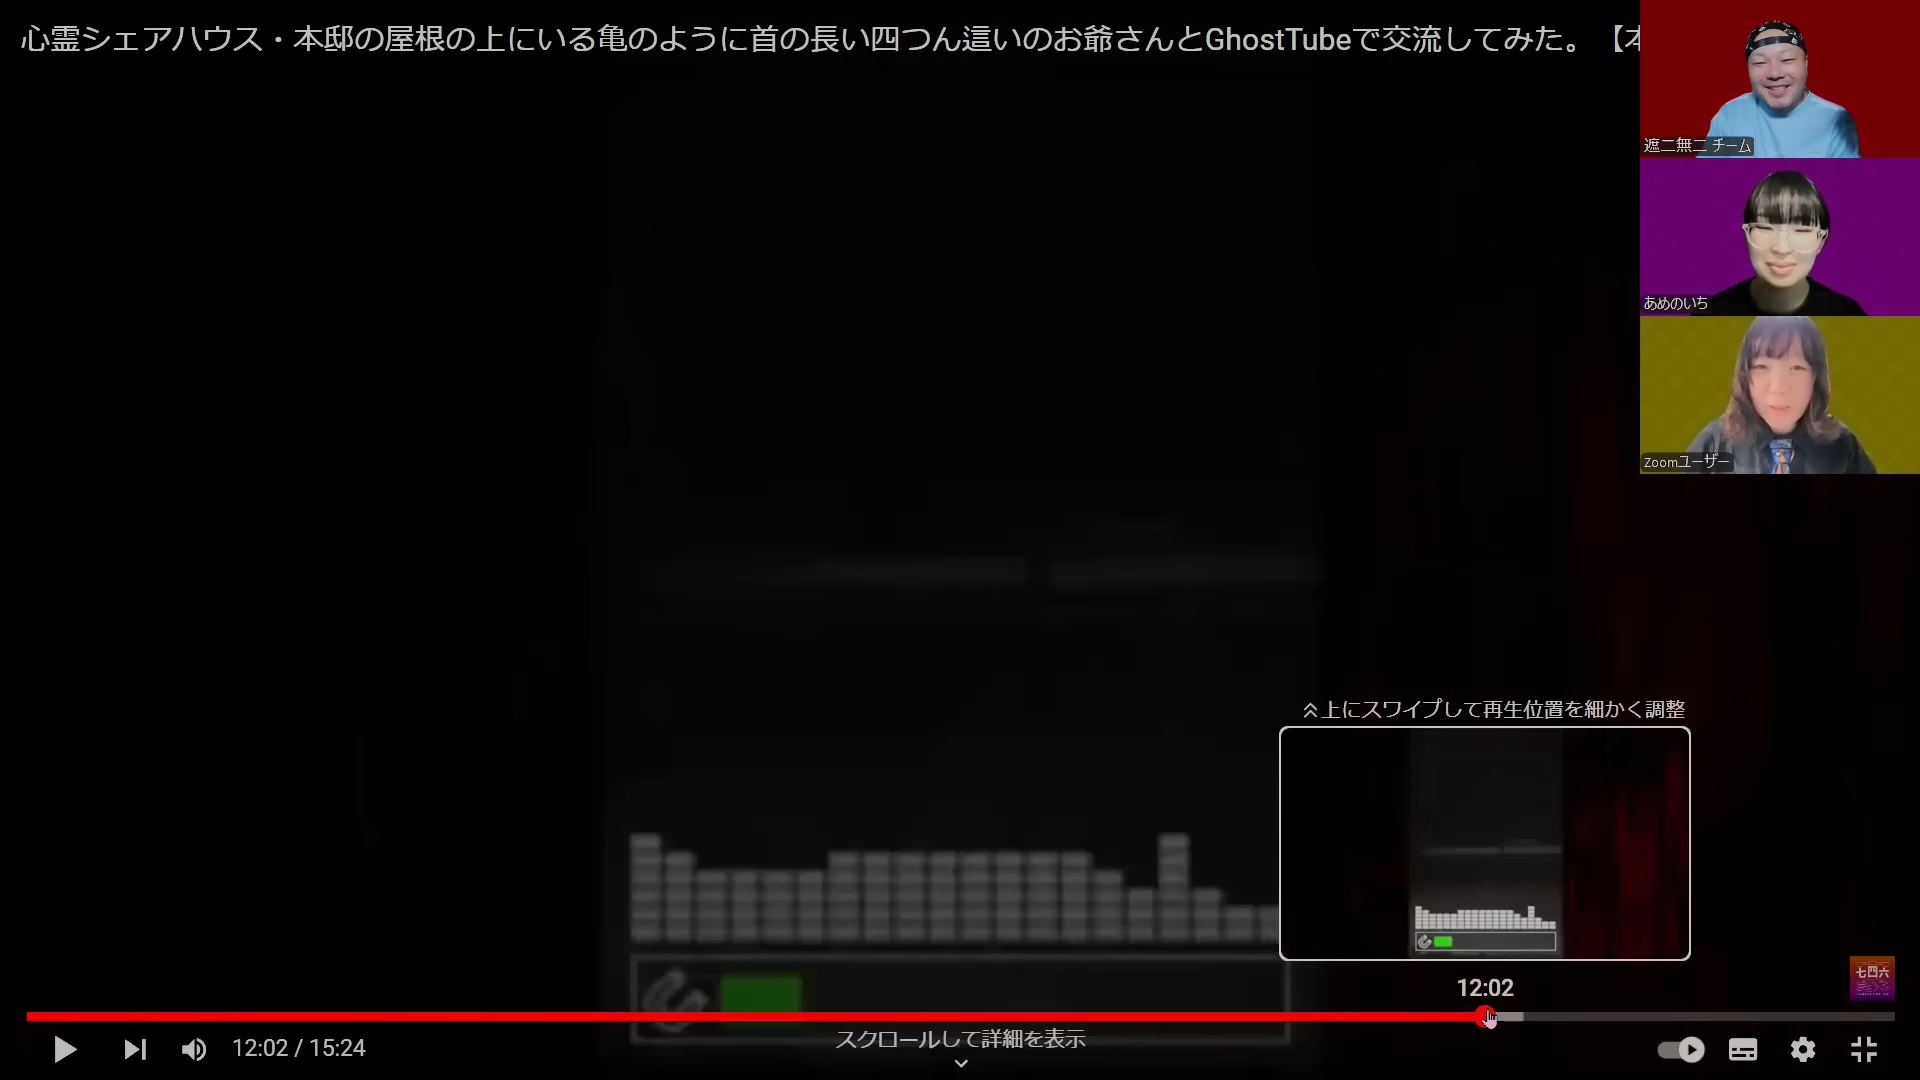 心霊シェアハウス・本邸の屋根の上にいる亀のように首の長い四つん這いのお爺さんとGhostTubeで交流してみた。【本
遮二無二 チーム
あめのいち
Zoomユーザー
上にスワイプして再生位置を細かく調整
12:02
七四六
12:02 / 15:24
スクロールして詳細を表示